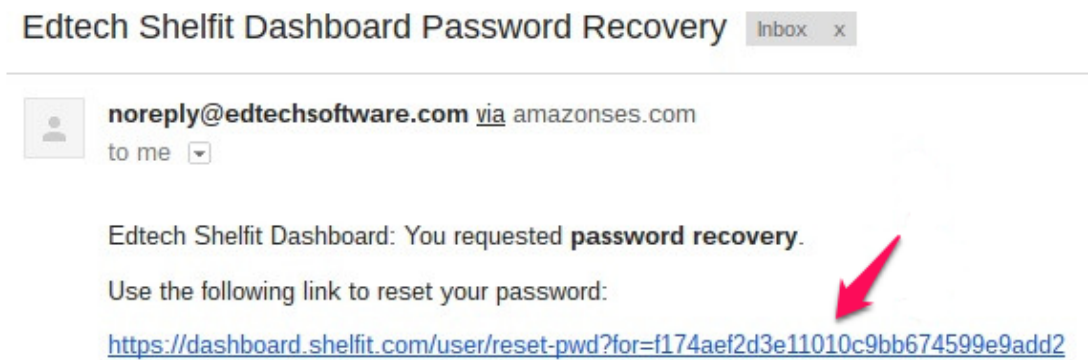 Edtech Shelfit Dashboard Password Recovery Inbox x
noreply@edtechsoftware.com via amazonses.com
to me
Edtech Shelfit Dashboard: You requested password recovery.
Use the following link to reset your password:
https://dashboard.shelfit.com/user/reset-pwd?for=f174aef2d3e11010c9bb674599e9add2